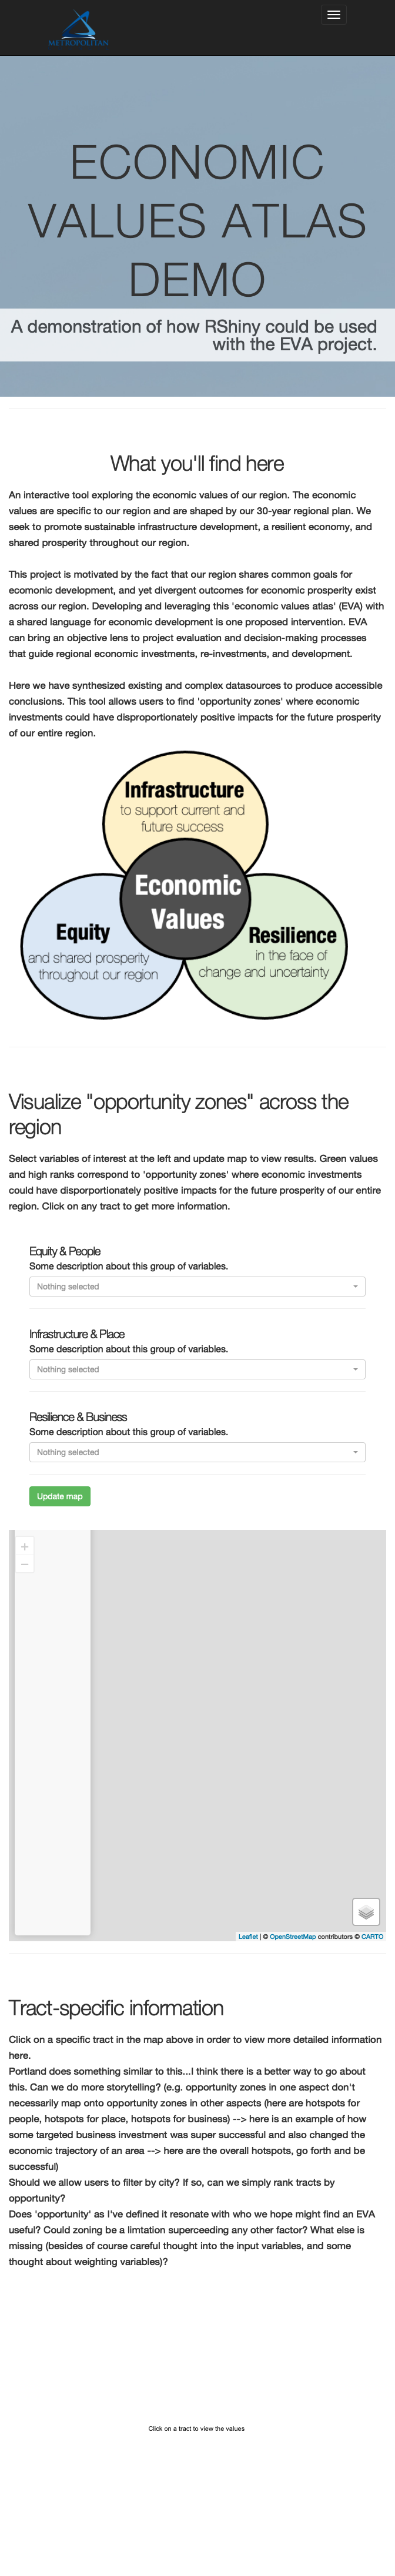 METROPOLITAN
ECONOMIC
VALUES ATLAS
DEMO
A demonstration of how RShiny could be used
with the EVA project.
What you'll find here
An interactive tool exploring the economic values of our region. The economic
values are specific to our region and are shaped by our 30-year regional plan. We
seek to promote sustainable infrastructure development, a resilient economy, and
shared prosperity throughout our region.
This project is motivated by the fact that our region shares common goals for
ecomonic development, and yet divergent outcomes for economic prosperity exist
across our region. Developing and leveraging this 'economic values atlas' (EVA) with
a shared language for economic development is one proposed intervention. EVA
can bring an objective lens to project evaluation and decision-making processes
that guide regional economic investments, re-investments, and development.
Here we have synthesized existing and complex datasources to produce accessible
conclusions. This tool allows users to find 'opportunity zones' where economic
investments could have disproportionately positive impacts for the future prosperity
of our entire region.
Infrastructure
to support current and
future success
Economic
Values
Equity
and shared prosperity
throughout our region
Resilience
in the face of
change and uncertainty
Visualize "opportunity zones" across the
region
Select variables of interest at the left and update map to view results. Green values
and high ranks correspond to 'opportunity zones' where economic investments
could have disporportionately positive impacts for the future prosperity of our entire
region. Click on any tract to get more information.
Equity & People
Some description about this group of variables.
Nothing selected
Infrastructure & Place
Some description about this group of variables.
Nothing selected
Resilience & Business
Some description about this group of variables.
Nothing selected
Update map
+
−
Leaflet | © OpenStreetMap contributors © CARTO
Tract-specific information
Click on a specific tract in the map above in order to view more detailed information
here.
Portland does something similar to this...I think there is a better way to go about
this. Can we do more storytelling? (e.g. opportunity zones in one aspect don't
necessarily map onto opportunity zones in other aspects (here are hotspots for
people, hotspots for place, hotspots for business) --> here is an example of how
some targeted business investment was super successful and also changed the
economic trajectory of an area --> here are the overall hotspots, go forth and be
successful)
Should we allow users to filter by city? If so, can we simply rank tracts by
opportunity?
Does 'opportunity' as I've defined it resonate with who we hope might find an EVA
useful? Could zoning be a limtation superceeding any other factor? What else is
missing (besides of course careful thought into the input variables, and some
thought about weighting variables)?
Click on a tract to view the values